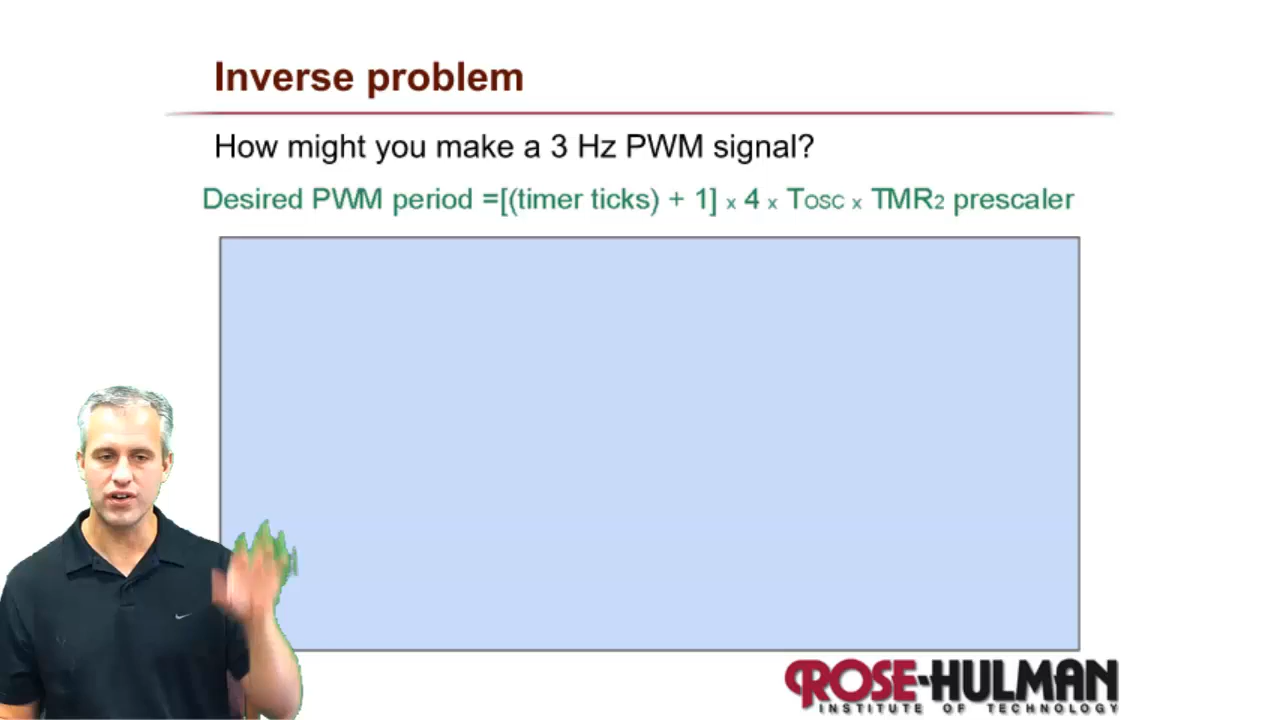 Inverse problem
How might you make a 3 Hz PWM signal?
Desired PWM period =[(timer ticks) + 1] x 4 x TOSC x TMR2 prescaler
ROSE-HULMAN
INSTITUTE OF TECHNOLOGY